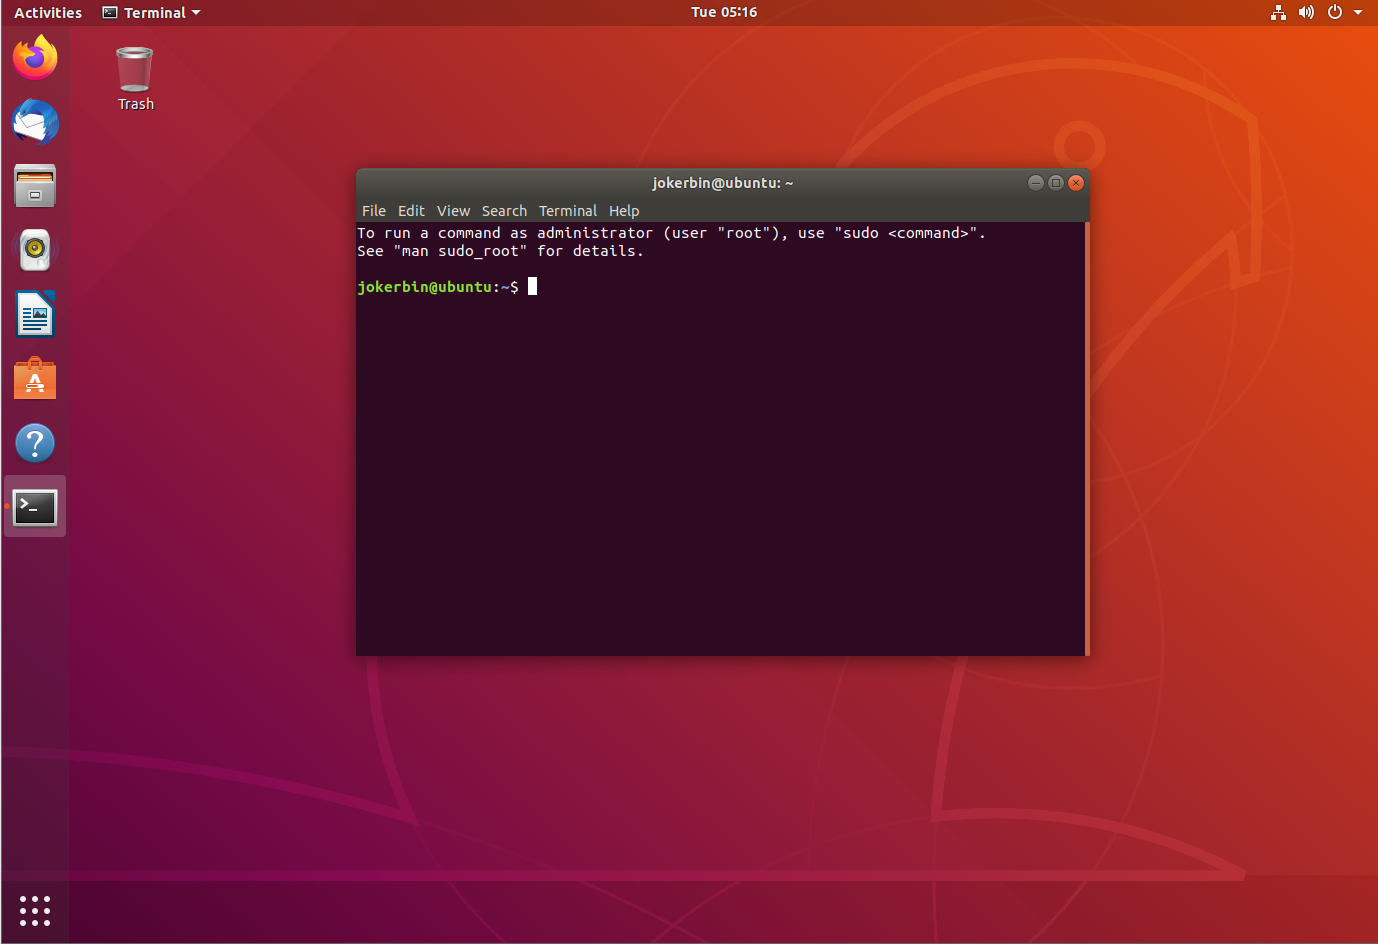 Activities Terminal Tue 05:16
Trash
jokerbin@ubuntu: ~
File Edit View Search Terminal Help
To run a command as administrator (user "root"), use "sudo <command>".
See "man sudo_root" for details.
jokerbin@ubuntu:~$